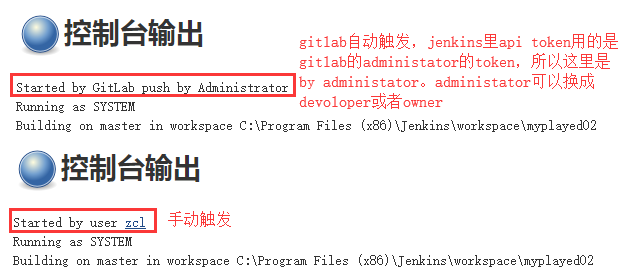 控制台输出
gitlab自动触发，jenkins里api token用的是
gitlab的administator的token，所以这里是
by administator。administator可以换成
devoloper或者owner
Started by GitLab push by Administrator
Running as SYSTEM
Building on master in workspace C:\Program Files (x86)\Jenkins\workspace\myplayed02
控制台输出
Started by user zcl
手动触发
Running as SYSTEM
Building on master in workspace C:\Program Files (x86)\Jenkins\workspace\myplayed02